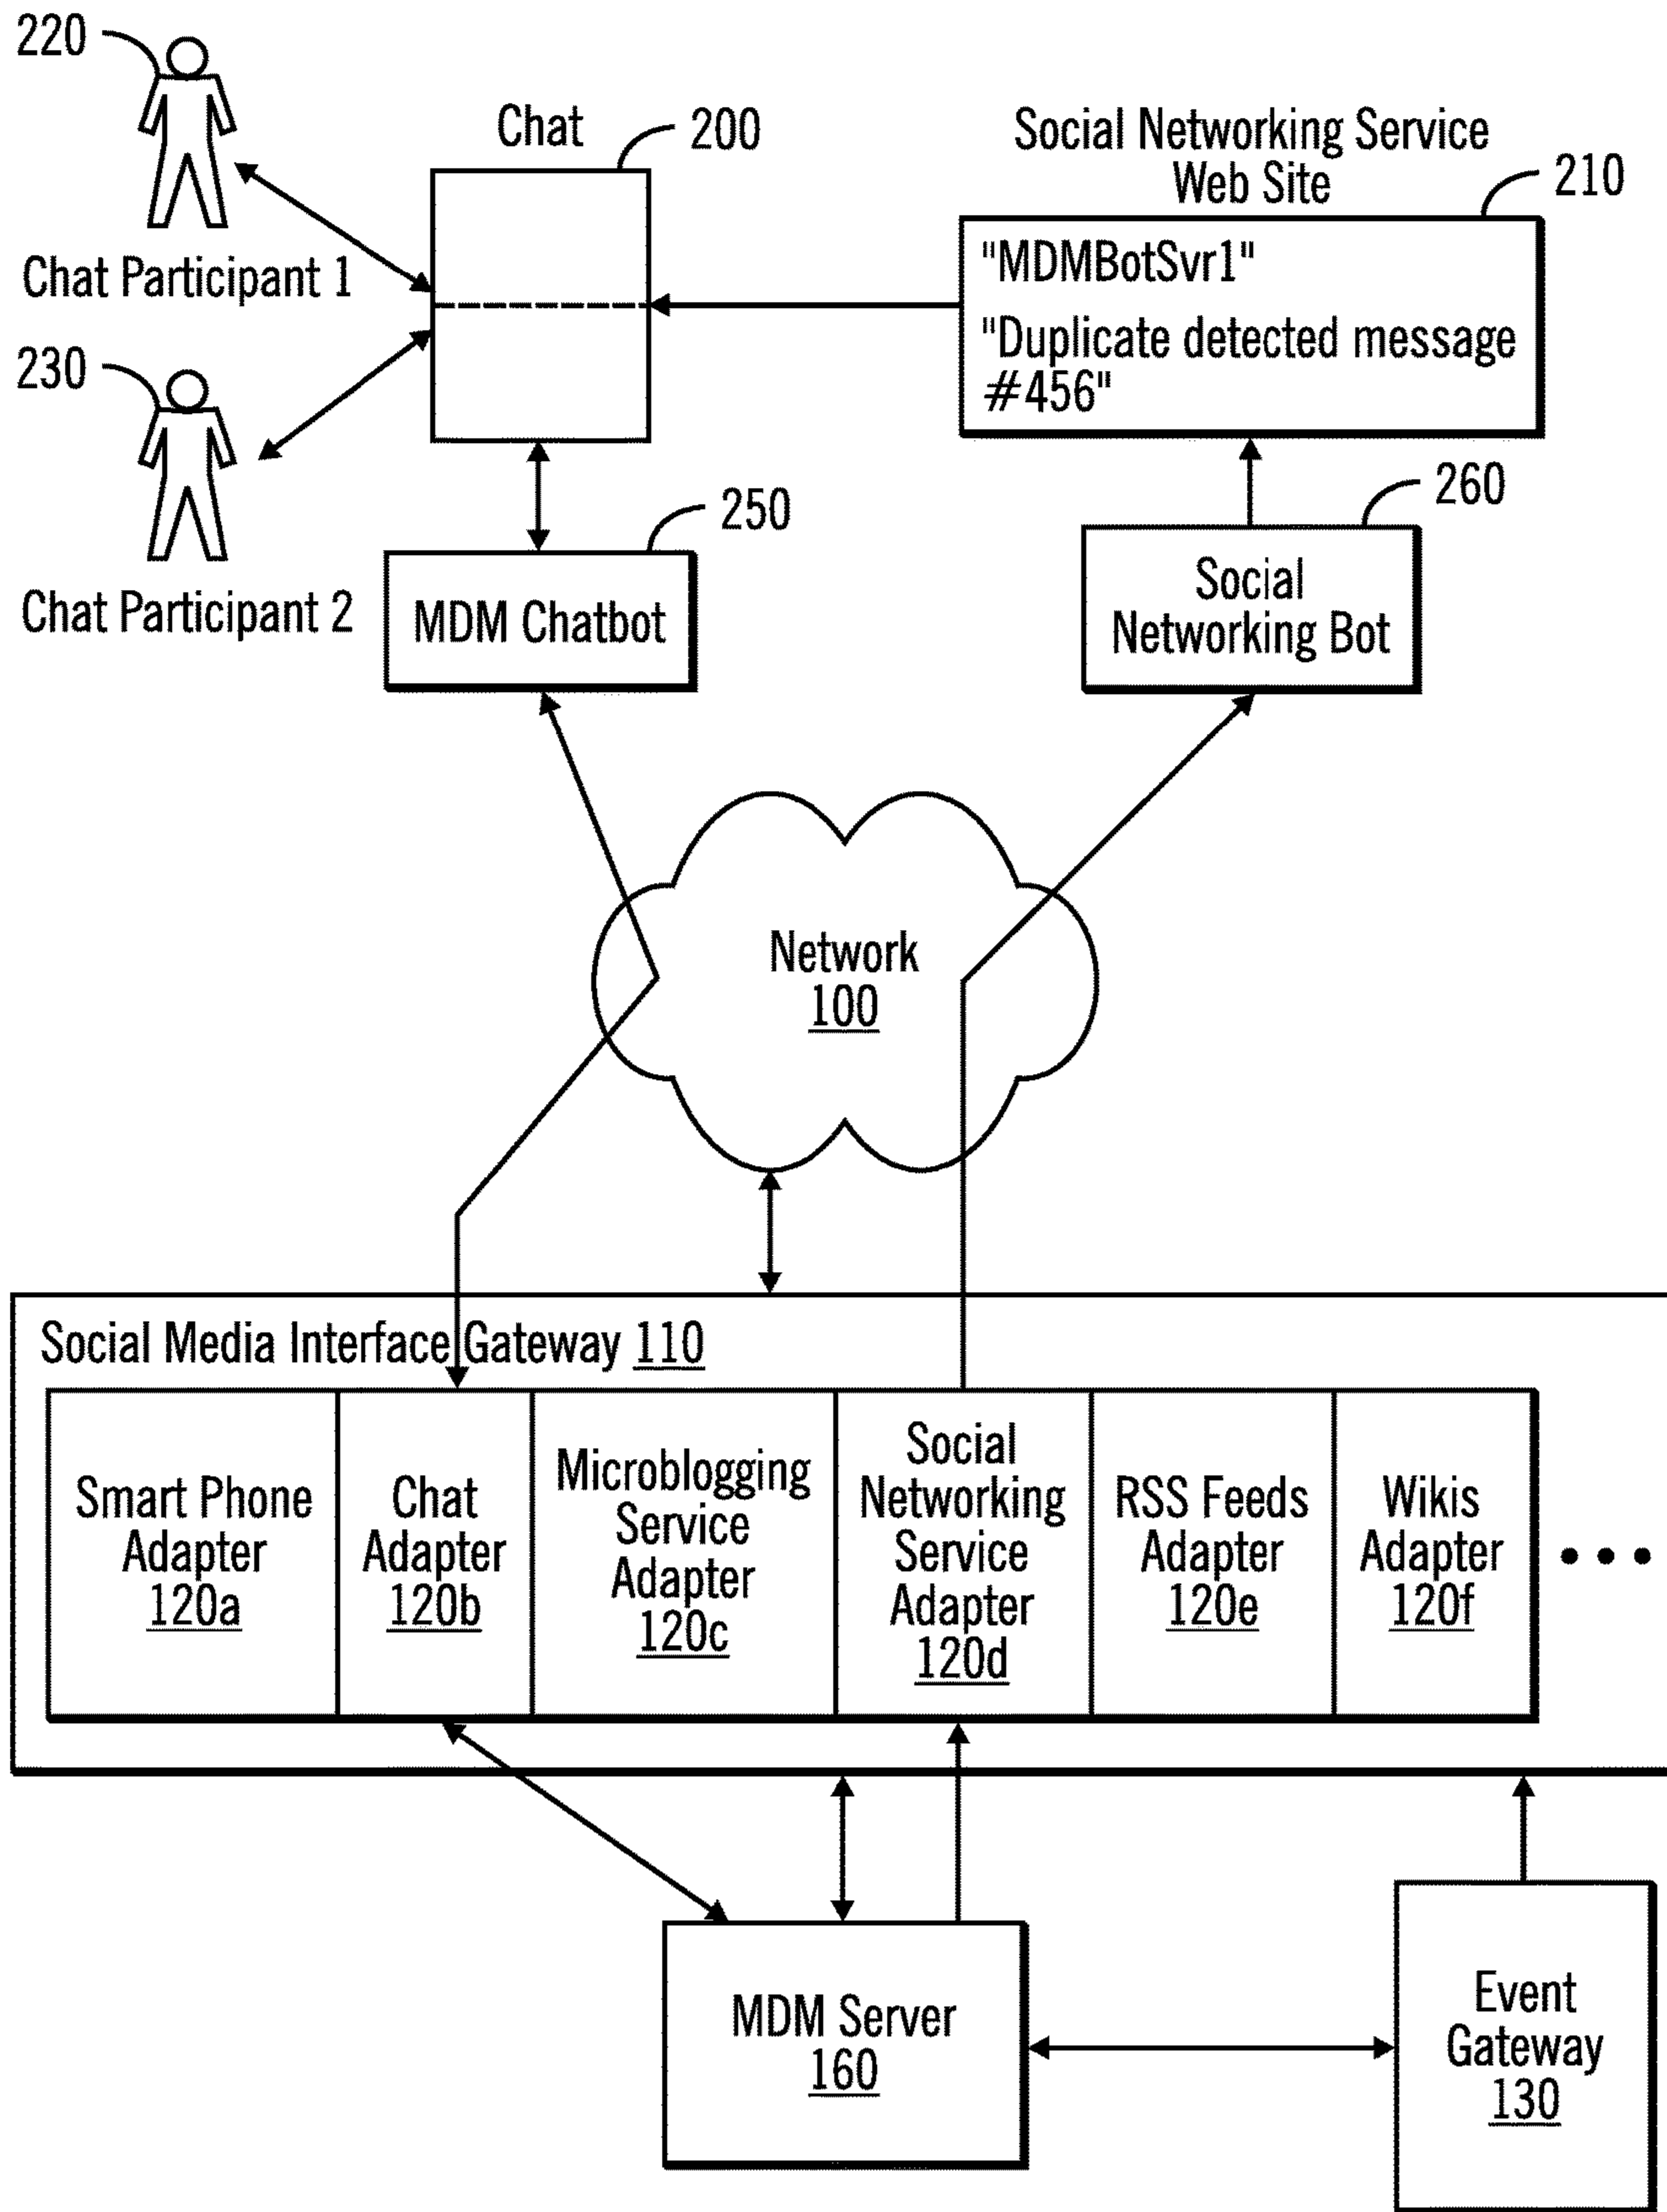 220
Chat
200
Social Networking Service
Web Site
210
Chat Participant 1
"MDMBotSvr1"
"Duplicate detected message
#456"
230
Chat Participant 2
250
MDM Chatbot
260
Social
Networking Bot
Network
100
Social Media Interface Gateway 110
Smart Phone
Adapter
120a
Chat
Adapter
120b
Microblogging
Service
Adapter
120c
Social
Networking
Service
Adapter
120d
RSS Feeds
Adapter
120e
Wikis
Adapter
120f
MDM Server
160
Event
Gateway
130